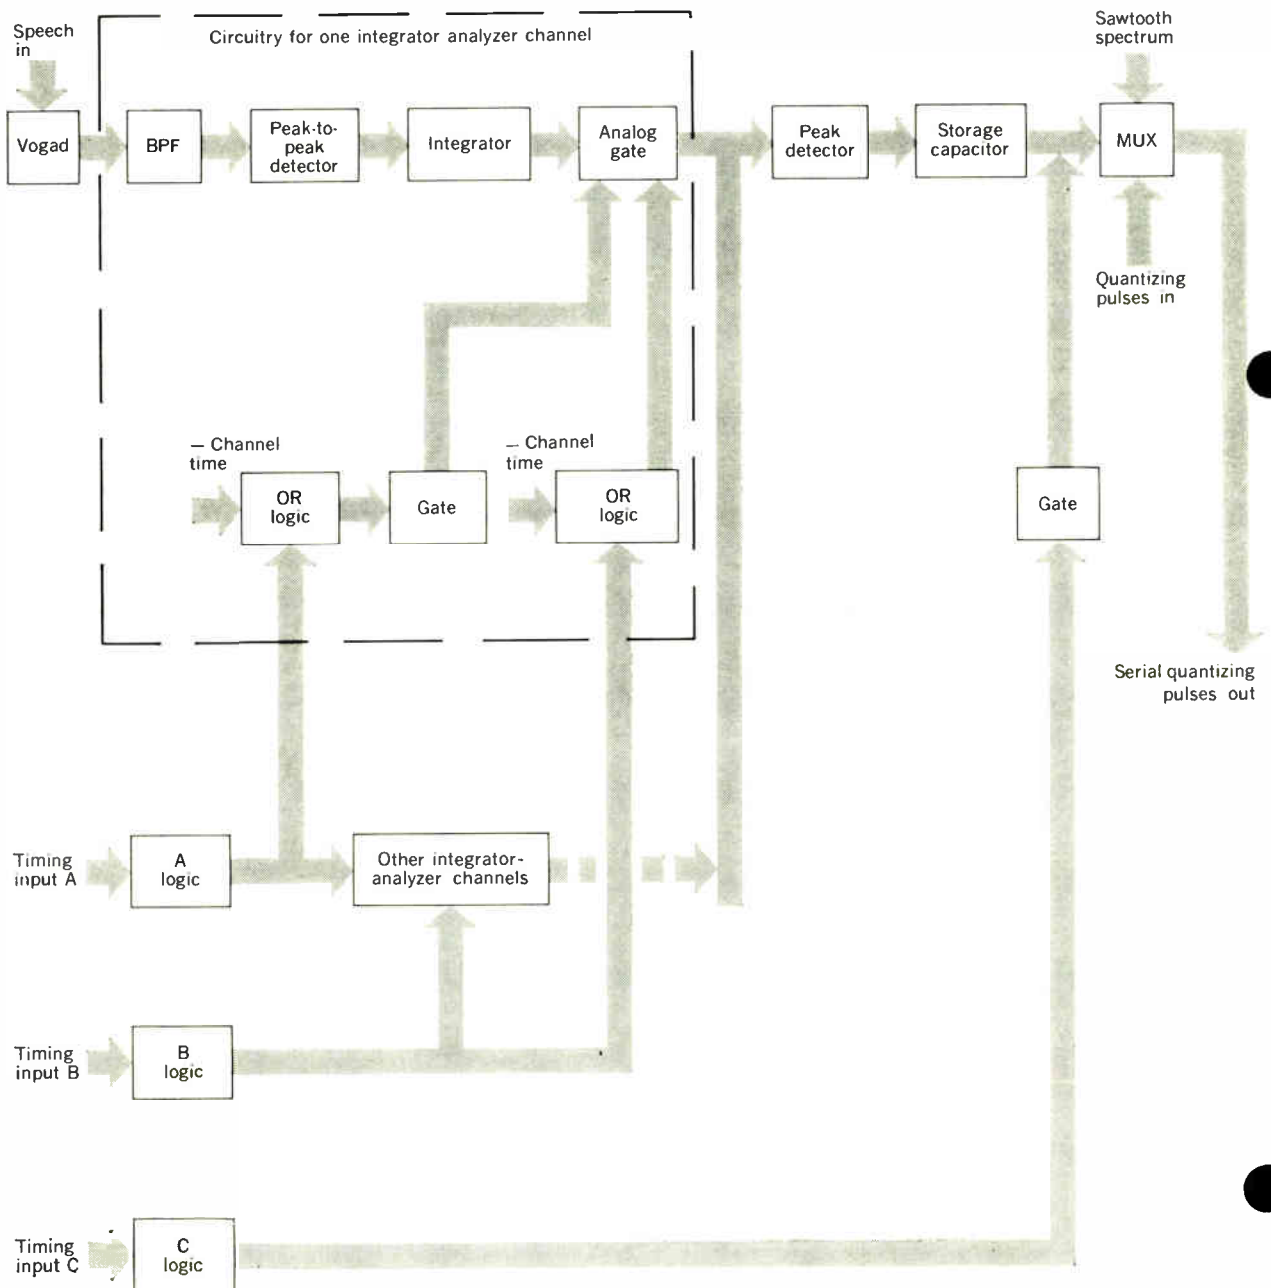 Speech
in
Circuitry for one integrator analyzer channel
Sawtooth
spectrum
Vogad
BPF
Peak-to-
peak
detector
Integrator
Analog
gate
Peak
detector
Storage
capacitor
MUX
Quantizing
pulses in
– Channel
time
OR
logic
Gate
– Channel
time
OR
logic
Gate
Serial quantizing
pulses out
Timing
input A
A
logic
Other integrator-
analyzer channels
Timing
input B
B
logic
Timing
input C
C
logic